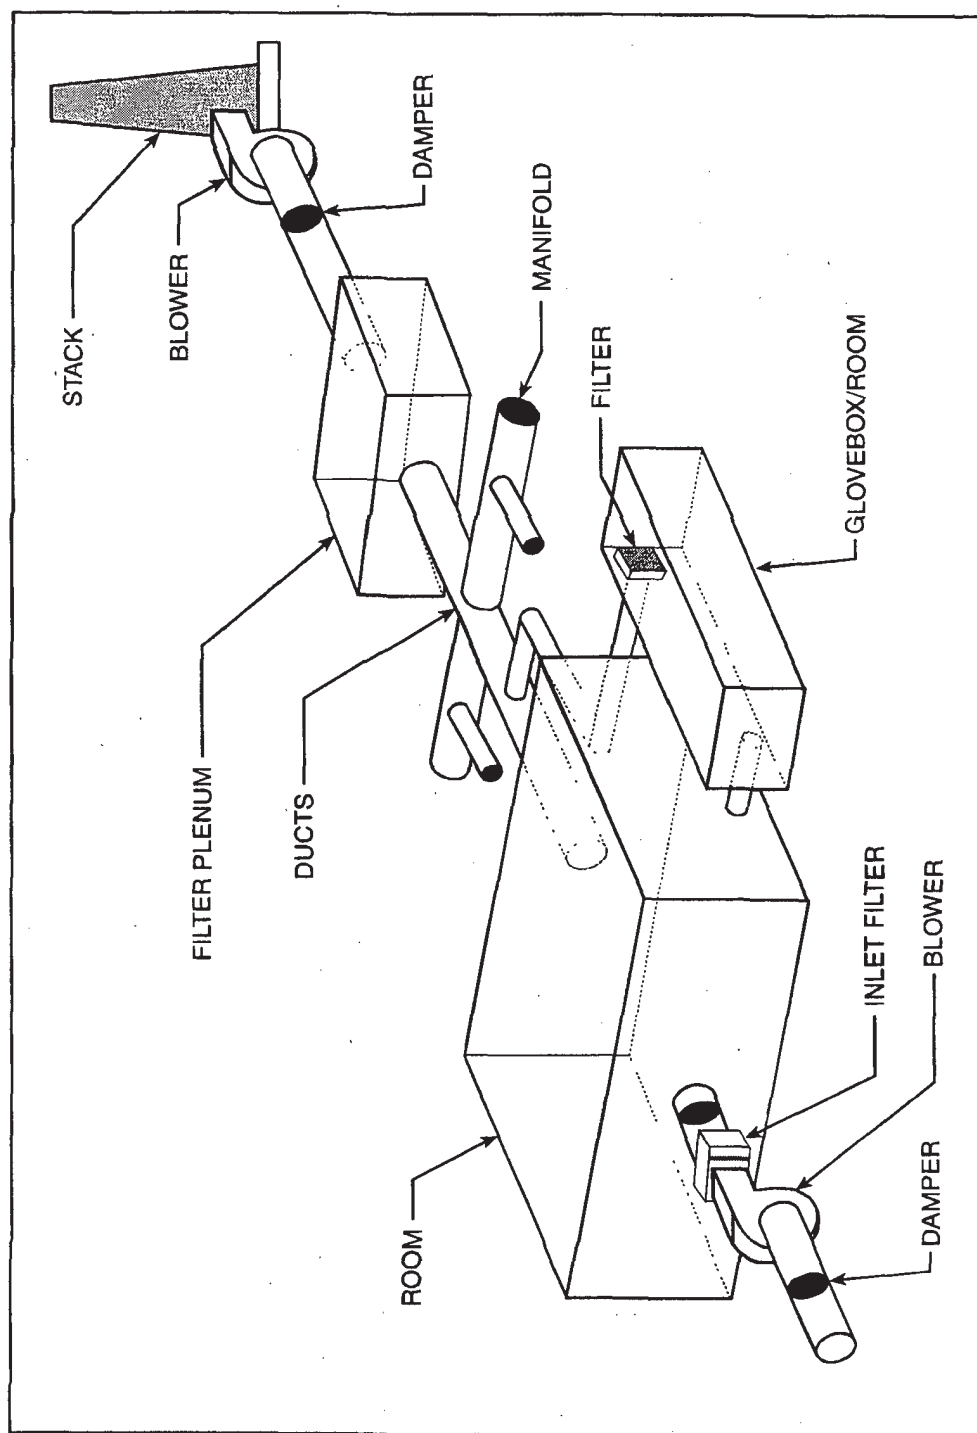 STACK
BLOWER
DAMPER
MANIFOLD
FILTER
GLOVEBOX/ROOM
FILTER PLENUM
DUCTS
ROOM
INLET FILTER
BLOWER
DAMPER